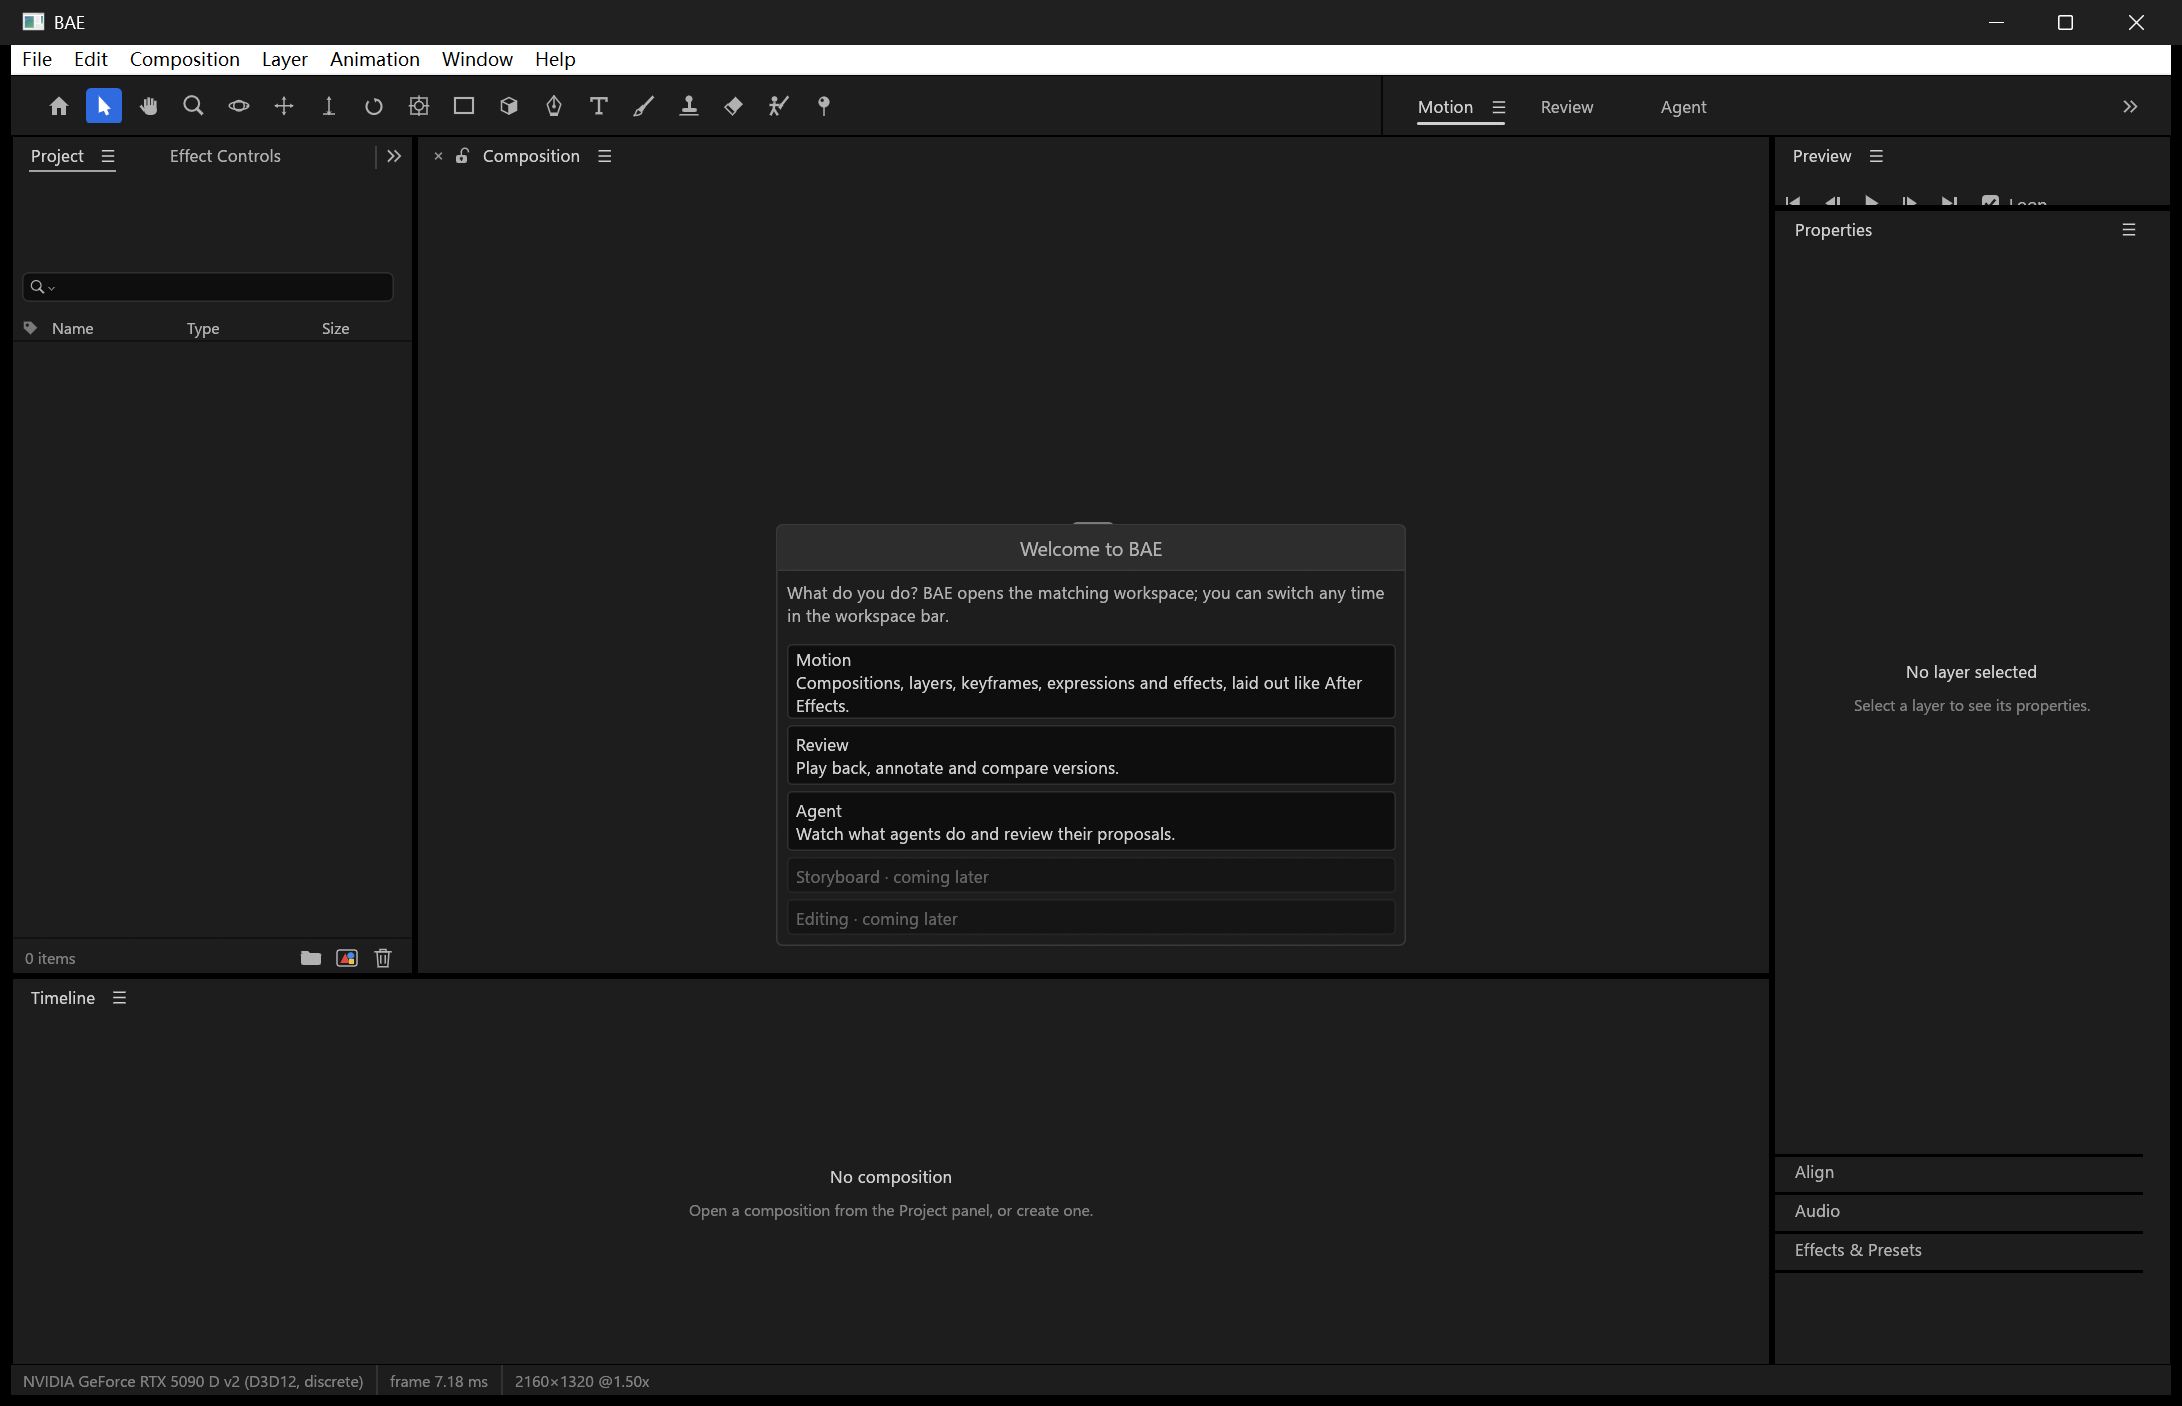 BAE
File Edit Composition Layer Animation Window Help
Motion Review Agent
Project Effect Controls
Composition
Preview
Loop
Properties
Name Type Size
Welcome to BAE
What do you do? BAE opens the matching workspace; you can switch any time
in the workspace bar.
Motion
Compositions, layers, keyframes, expressions and effects, laid out like After
Effects.
Review
Play back, annotate and compare versions.
Agent
Watch what agents do and review their proposals.
Storyboard · coming later
Editing · coming later
No layer selected
Select a layer to see its properties.
0 items
Timeline
No composition
Open a composition from the Project panel, or create one.
Align
Audio
Effects & Presets
NVIDIA GeForce RTX 5090 D v2 (D3D12, discrete) frame 7.18 ms 2160×1320 @1.50x